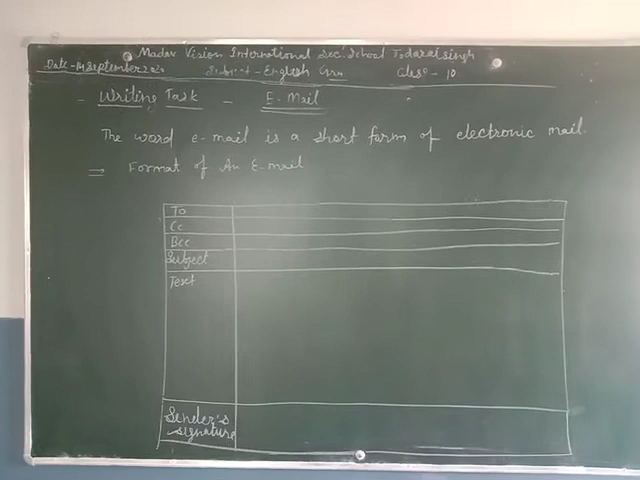 Madar Vision International Sec. School Todaraisingh
Date - 14 September 2020 Subject - English Class - 10
- Writing Task - E-Mail
The word e-mail is a short form of electronic mail.
= Format of An E-mail
To
Cc
Bcc
Subject
Text
Sender's
signature